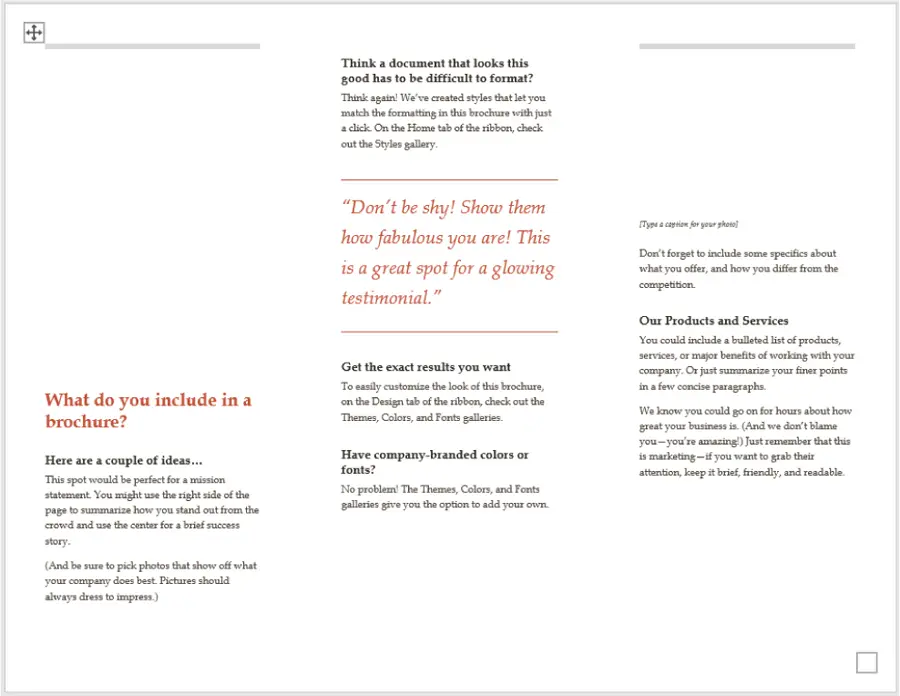 What do you include in a
brochure?
Here are a couple of ideas…
This spot would be perfect for a mission
statement. You might use the right side of the
page to summarize how you stand out from the
crowd and use the center for a brief success
story.
(And be sure to pick photos that show off what
your company does best. Pictures should
always dress to impress.)
Think a document that looks this
good has to be difficult to format?
Think again! We've created styles that let you
match the formatting in this brochure with just
a click. On the Home tab of the ribbon, check
out the Styles gallery.
“Don't be shy! Show them
how fabulous you are! This
is a great spot for a glowing
testimonial.”
Get the exact results you want
To easily customize the look of this brochure,
on the Design tab of the ribbon, check out the
Themes, Colors, and Fonts galleries.
Have company-branded colors or
fonts?
No problem! The Themes, Colors, and Fonts
galleries give you the option to add your own.
[Type a caption for your photo]
Don't forget to include some specifics about
what you offer, and how you differ from the
competition.
Our Products and Services
You could include a bulleted list of products,
services, or major benefits of working with your
company. Or just summarize your finer points
in a few concise paragraphs.
We know you could go on for hours about how
great your business is. (And we don't blame
you—you're amazing!) Just remember that this
is marketing—if you want to grab their
attention, keep it brief, friendly, and readable.